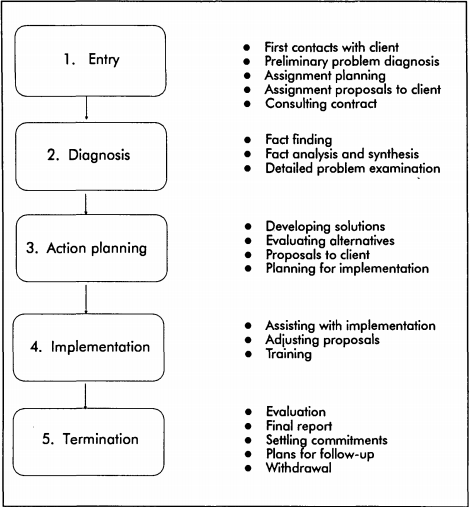 1. Entry
● First contacts with client
● Preliminary problem diagnosis
● Assignment planning
● Assignment proposals to client
● Consulting contract
2. Diagnosis
● Fact finding
● Fact analysis and synthesis
● Detailed problem examination
3. Action planning
● Developing solutions
● Evaluating alternatives
● Proposals to client
● Planning for implementation
4. Implementation
● Assisting with implementation
● Adjusting proposals
● Training
5. Termination
● Evaluation
● Final report
● Settling commitments
● Plans for follow-up
● Withdrawal